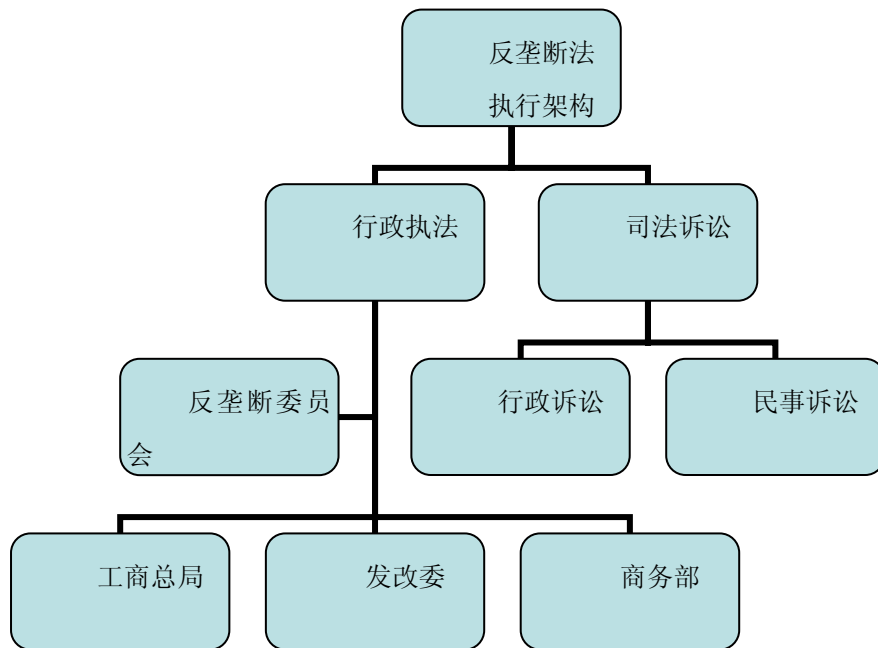 反垄断法
执行架构
行政执法
司法诉讼
反垄断委员
会
行政诉讼
民事诉讼
工商总局
发改委
商务部